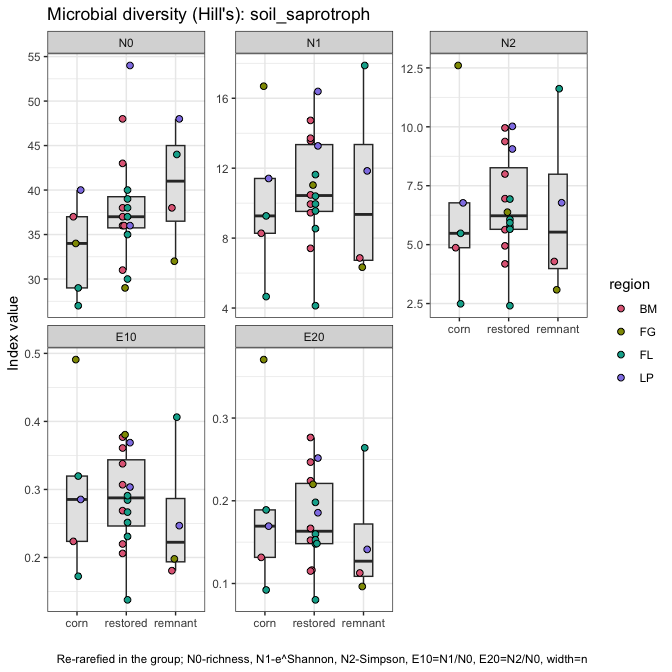 Microbial diversity (Hill's): soil_saprotroph
N0
N1
N2
55
50
45
40
35
30
16
12
8
4
12.5
10.0
7.5
5.0
2.5
corn
restored
remnant
Index value
region
BM
FG
FL
LP
E10
E20
0.5
0.4
0.3
0.2
0.3
0.2
0.1
corn
restored
remnant
corn
restored
remnant
Re-rarefied in the group; N0-richness, N1-e^Shannon, N2-Simpson, E10=N1/N0, E20=N2/N0, width=n